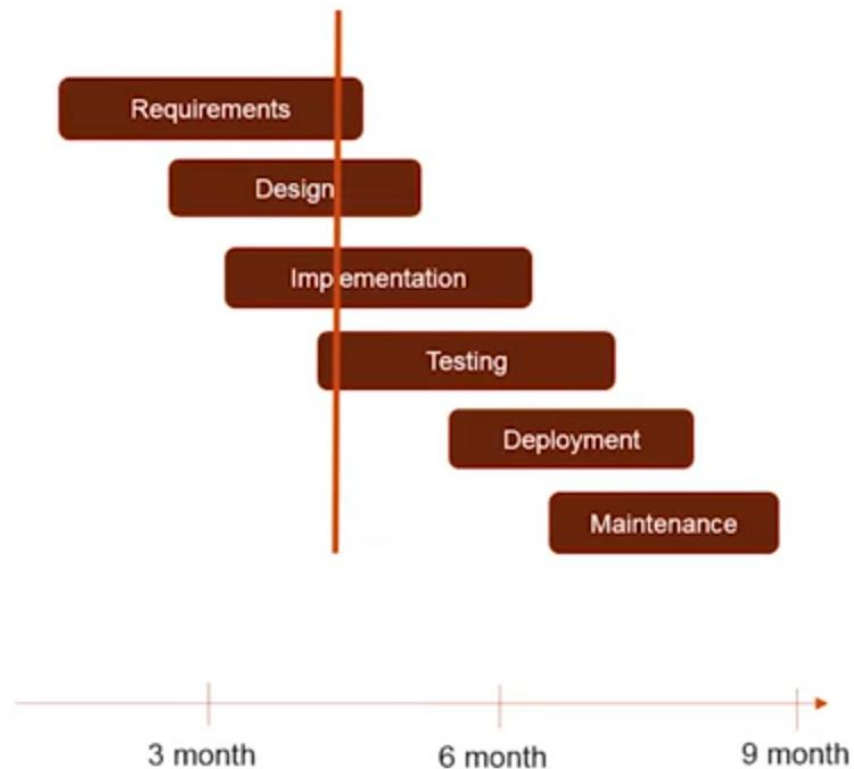 Requirements
Design
Implementation
Testing
Deployment
Maintenance
3 month
6 month
9 month